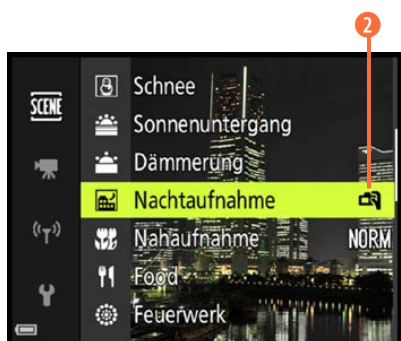 2
SCENE
Schnee
Sonnenuntergang
Dämmerung
Nachtaufnahme
Nahaufnahme NORM
Food
Feuerwerk